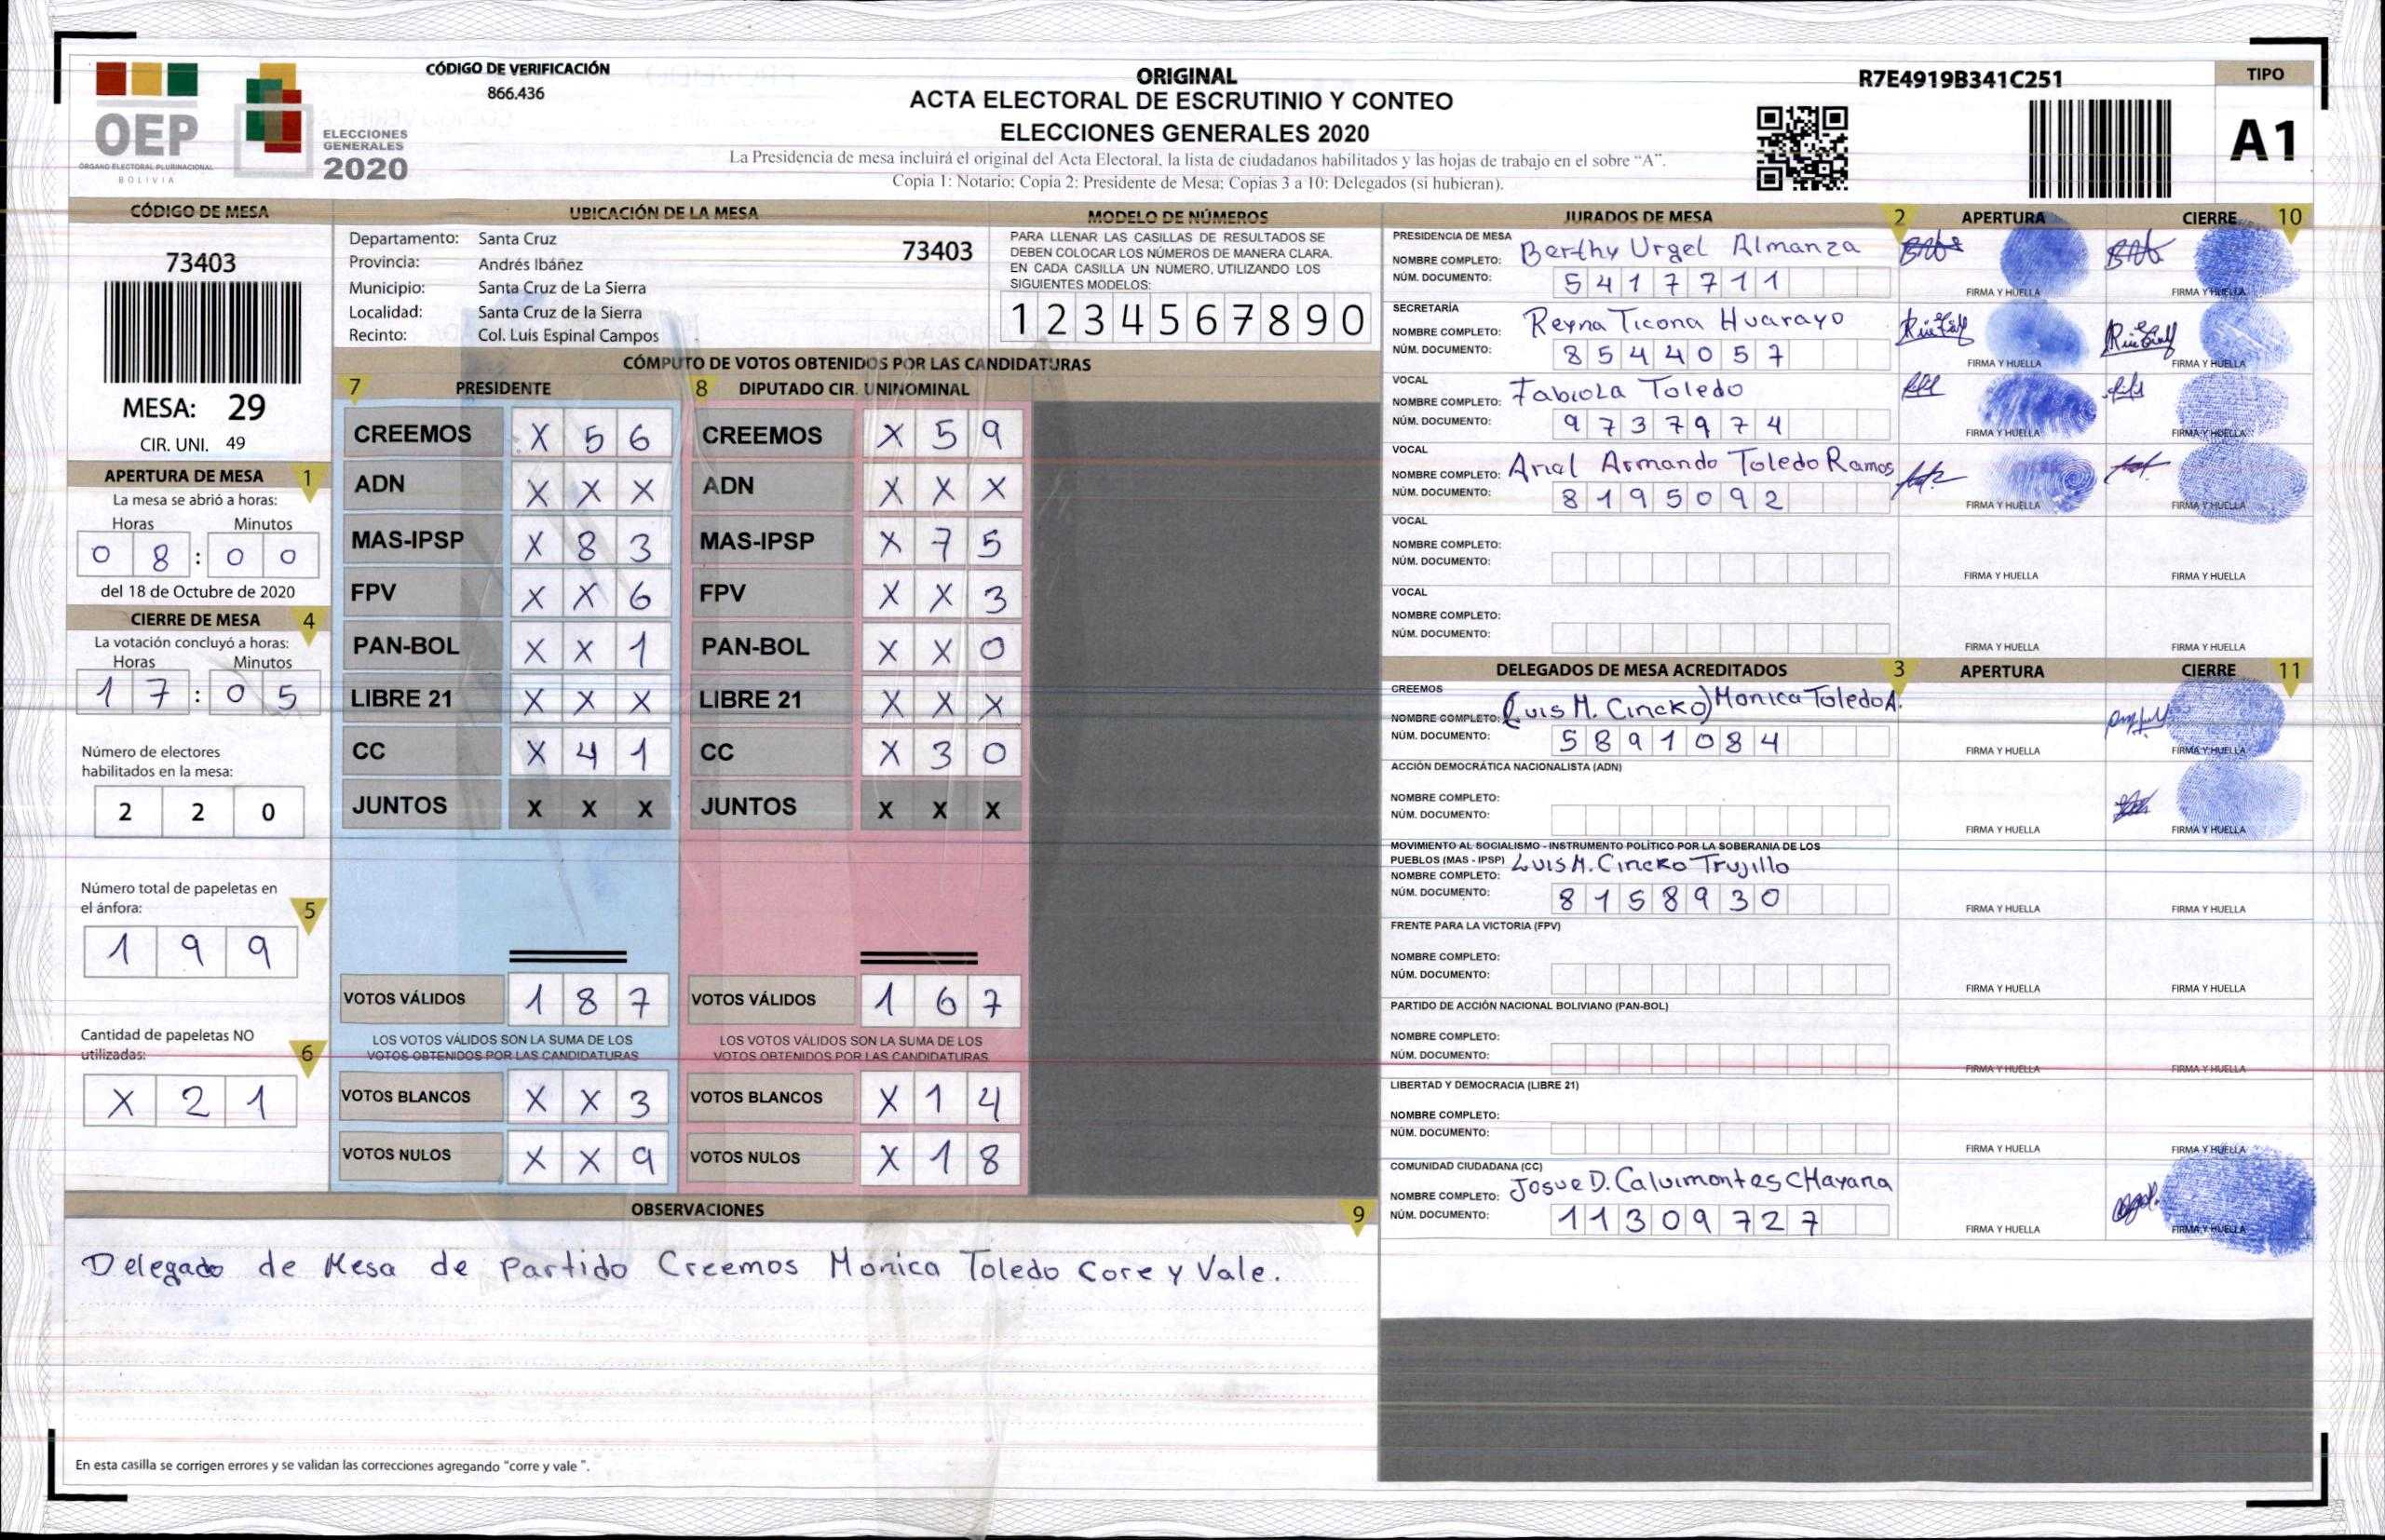 OEP
ÓRGANO ELECTORAL PLURINACIONAL
BOLIVIA
ELECCIONES
GENERALES
2020
CÓDIGO DE VERIFICACIÓN
866.436
ORIGINAL
ACTA ELECTORAL DE ESCRUTINIO Y CONTEO
ELECCIONES GENERALES 2020
La Presidencia de mesa incluirá el original del Acta Electoral, la lista de ciudadanos habilitados y las hojas de trabajo en el sobre “A”.
Copia 1: Notario; Copia 2: Presidente de Mesa; Copias 3 a 10: Delegados (si hubieran).
R7E4919B341C251
TIPO
A1
CÓDIGO DE MESA
73403
MESA: 29
CIR. UNI. 49
APERTURA DE MESA 1
La mesa se abrió a horas:
Horas Minutos
0 8 : 0 0
del 18 de Octubre de 2020
CIERRE DE MESA 4
La votación concluyó a horas:
Horas Minutos
1 7 : 0 5
Número de electores
habilitados en la mesa:
2 2 0
Número total de papeletas en
el ánfora: 5
1 9 9
Cantidad de papeletas NO
utilizadas: 6
X 2 1
UBICACIÓN DE LA MESA
Departamento: Santa Cruz 73403
Provincia: Andrés Ibáñez
Municipio: Santa Cruz de La Sierra
Localidad: Santa Cruz de la Sierra
Recinto: Col. Luis Espinal Campos
MODELO DE NÚMEROS
PARA LLENAR LAS CASILLAS DE RESULTADOS SE
DEBEN COLOCAR LOS NÚMEROS DE MANERA CLARA.
EN CADA CASILLA UN NÚMERO, UTILIZANDO LOS
SIGUIENTES MODELOS:
1 2 3 4 5 6 7 8 9 0
CÓMPUTO DE VOTOS OBTENIDOS POR LAS CANDIDATURAS
7 PRESIDENTE 8 DIPUTADO CIR. UNINOMINAL
CREEMOS X 5 6 CREEMOS X 5 9
ADN X X X ADN X X X
MAS-IPSP X 8 3 MAS-IPSP X 7 5
FPV X X 6 FPV X X 3
PAN-BOL X X 1 PAN-BOL X X 0
LIBRE 21 X X X LIBRE 21 X X X
CC X 4 1 CC X 3 0
JUNTOS X X X JUNTOS X X X
VOTOS VÁLIDOS 1 8 7 VOTOS VÁLIDOS 1 6 7
LOS VOTOS VÁLIDOS SON LA SUMA DE LOS LOS VOTOS VÁLIDOS SON LA SUMA DE LOS
VOTOS OBTENIDOS POR LAS CANDIDATURAS VOTOS OBTENIDOS POR LAS CANDIDATURAS
VOTOS BLANCOS X X 3 VOTOS BLANCOS X 1 4
VOTOS NULOS X X 9 VOTOS NULOS X 1 8
OBSERVACIONES 9
Delegado de Mesa de Partido Creemos Monica Toledo Core y Vale.
En esta casilla se corrigen errores y se validan las correcciones agregando "corre y vale ".
JURADOS DE MESA 2 APERTURA CIERRE 10
PRESIDENCIA DE MESA
NOMBRE COMPLETO: Berthy Urgel Almanza
NÚM. DOCUMENTO: 5 4 1 7 7 1 1
FIRMA Y HUELLA FIRMA Y HUELLA
SECRETARÍA
NOMBRE COMPLETO: Reyna Ticona Huarayo
NÚM. DOCUMENTO: 8 5 4 4 0 5 7
FIRMA Y HUELLA FIRMA Y HUELLA
VOCAL
NOMBRE COMPLETO: Fabiola Toledo
NÚM. DOCUMENTO: 9 7 3 7 9 7 4
FIRMA Y HUELLA FIRMA Y HUELLA
VOCAL
NOMBRE COMPLETO: Ariel Armando Toledo Ramos
NÚM. DOCUMENTO: 8 1 9 5 0 9 2
FIRMA Y HUELLA FIRMA Y HUELLA
VOCAL
NOMBRE COMPLETO:
NÚM. DOCUMENTO:
FIRMA Y HUELLA FIRMA Y HUELLA
VOCAL
NOMBRE COMPLETO:
NÚM. DOCUMENTO:
FIRMA Y HUELLA FIRMA Y HUELLA
DELEGADOS DE MESA ACREDITADOS 3 APERTURA CIERRE 11
CREEMOS
NOMBRE COMPLETO: (Luis M. Cincko) Monica Toledo A.
NÚM. DOCUMENTO: 5 8 9 1 0 8 4
FIRMA Y HUELLA FIRMA Y HUELLA
ACCIÓN DEMOCRÁTICA NACIONALISTA (ADN)
NOMBRE COMPLETO:
NÚM. DOCUMENTO:
FIRMA Y HUELLA FIRMA Y HUELLA
MOVIMIENTO AL SOCIALISMO - INSTRUMENTO POLÍTICO POR LA SOBERANIA DE LOS
PUEBLOS (MAS - IPSP)
NOMBRE COMPLETO: Luis M. Cincko Trujillo
NÚM. DOCUMENTO: 8 1 5 8 9 3 0
FIRMA Y HUELLA FIRMA Y HUELLA
FRENTE PARA LA VICTORIA (FPV)
NOMBRE COMPLETO:
NÚM. DOCUMENTO:
FIRMA Y HUELLA FIRMA Y HUELLA
PARTIDO DE ACCIÓN NACIONAL BOLIVIANO (PAN-BOL)
NOMBRE COMPLETO:
NÚM. DOCUMENTO:
FIRMA Y HUELLA FIRMA Y HUELLA
LIBERTAD Y DEMOCRACIA (LIBRE 21)
NOMBRE COMPLETO:
NÚM. DOCUMENTO:
FIRMA Y HUELLA FIRMA Y HUELLA
COMUNIDAD CIUDADANA (CC)
NOMBRE COMPLETO: Josue D. Calvimontes CHavana
NÚM. DOCUMENTO: 1 1 3 0 9 7 2 7
FIRMA Y HUELLA FIRMA Y HUELLA